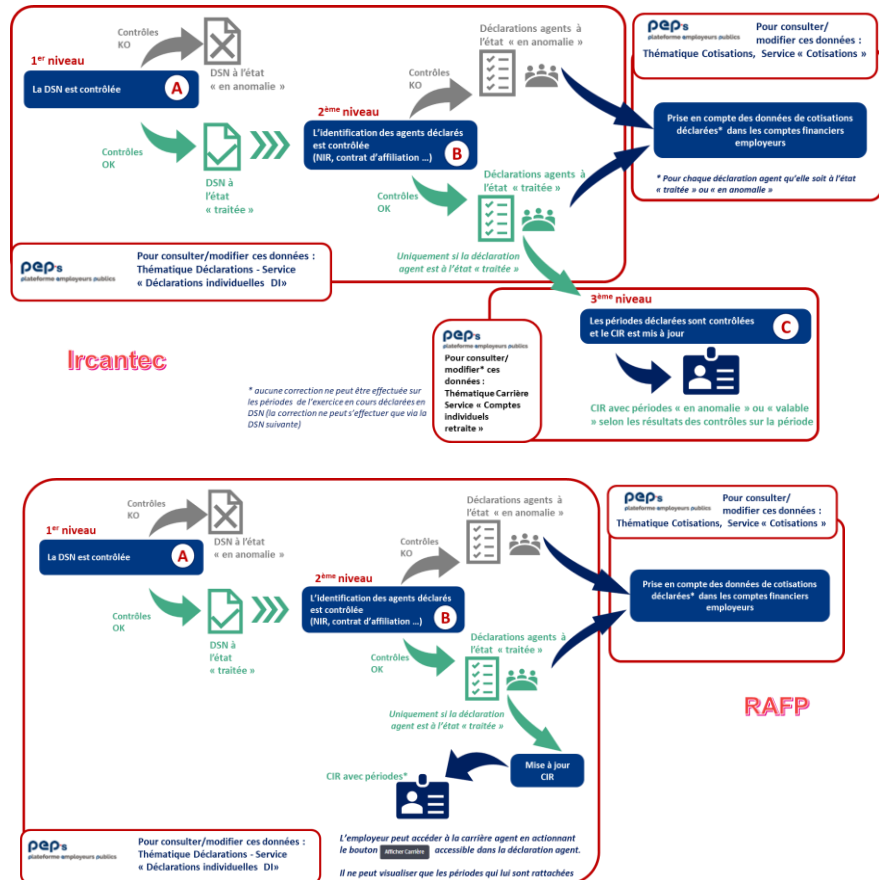 Contrôles
KO
1er niveau
La DSN est contrôlée
A
DSN à l'état
« en anomalie »
Contrôles
OK
DSN à
l'état
« traitée »
2ème niveau
L'identification des agents déclarés
est contrôlée
(NIR, contrat d'affiliation ...)
B
Contrôles
KO
Déclarations agents à
l'état « en anomalie »
Contrôles
OK
Déclarations agents à
l'état « traitée »
Uniquement si la déclaration
agent est à l'état « traitée »
pep's
plateforme employeurs publics
Pour consulter/
modifier ces données :
Thématique Cotisations, Service « Cotisations »
Prise en compte des données de cotisations
déclarées* dans les comptes financiers
employeurs
* Pour chaque déclaration agent qu'elle soit à l'état
« traitée » ou « en anomalie »
pep's
plateforme employeurs publics
Pour consulter/modifier ces données :
Thématique Déclarations - Service
« Déclarations individuelles DI»
3ème niveau
Les périodes déclarées sont contrôlées
et le CIR est mis à jour
C
CIR avec périodes « en anomalie » ou « valable
» selon les résultats des contrôles sur la période
pep's
plateforme employeurs publics
Pour consulter/
modifier* ces
données :
Thématique Carrière
Service « Comptes
individuels
retraite »
Ircantec
* aucune correction ne peut être effectuée sur
les périodes de l'exercice en cours déclarées en
DSN (la correction ne peut s'effectuer que via la
DSN suivante)
Contrôles
KO
1er niveau
La DSN est contrôlée
A
DSN à l'état
« en anomalie »
Contrôles
OK
DSN à
l'état
« traitée »
2ème niveau
L'identification des agents déclarés
est contrôlée
(NIR, contrat d'affiliation ...)
B
Contrôles
KO
Déclarations agents à
l'état « en anomalie »
Contrôles
OK
Déclarations agents à
l'état « traitée »
Uniquement si la déclaration
agent est à l'état « traitée »
pep's
plateforme employeurs publics
Pour consulter/
modifier ces données :
Thématique Cotisations, Service « Cotisations »
Prise en compte des données de cotisations
déclarées* dans les comptes financiers
employeurs
RAFP
Mise à jour
CIR
CIR avec périodes*
pep's
plateforme employeurs publics
Pour consulter/modifier ces données :
Thématique Déclarations - Service
« Déclarations individuelles DI»
L'employeur peut accéder à la carrière agent en actionnant
le bouton Afficher Carrière accessible dans la déclaration agent.
Il ne peut visualiser que les périodes qui lui sont rattachées